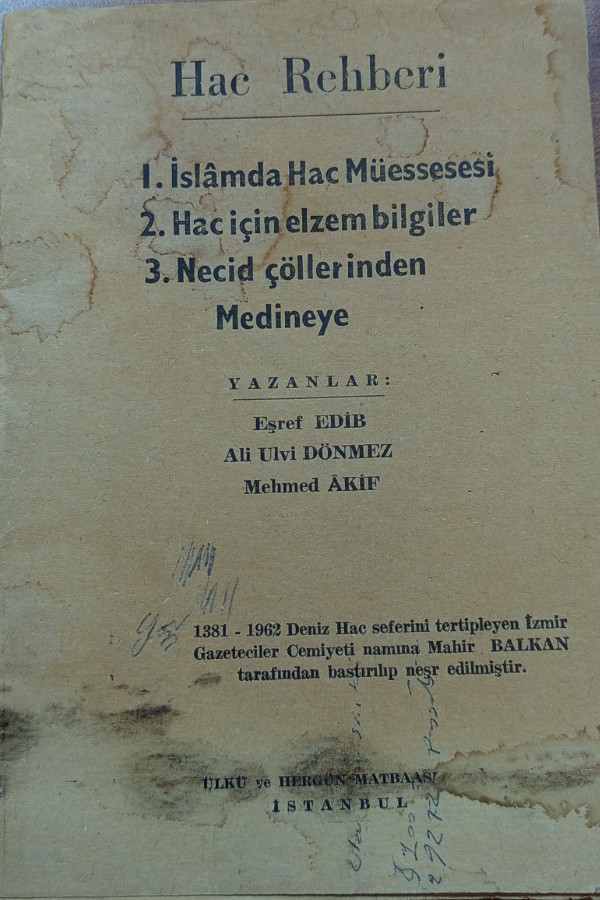 Hac Rehberi
1. İslâmda Hac Müessesesi
2. Hac için elzem bilgiler
3. Necid çöllerinden
Medineye
YAZANLAR:
Eşref EDİB
Ali Ulvi DÖNMEZ
Mehmed ÂKİF
1381 - 1962 Deniz Hac seferini tertipleyen İzmir
Gazeteciler Cemiyeti namına Mahir BALKAN
tarafından bastırılıp neşr edilmiştir.
ÜLKÜ ve HERGÜN MATBAASI
İSTANBUL